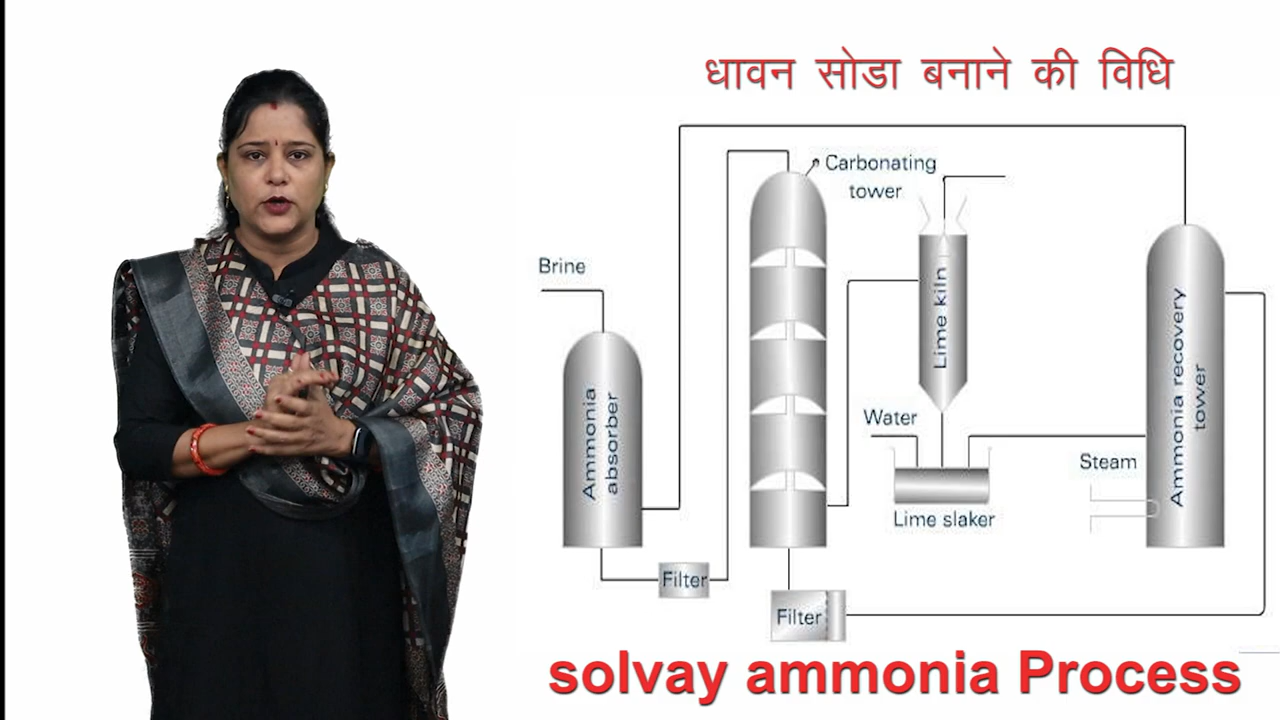 धावन सोडा बनाने की विधि
Carbonating
tower
Brine
Lime kiln
Ammonia
absorber
Water
Ammonia recovery
tower
Steam
Lime slaker
Filter
Filter
solvay ammonia Process